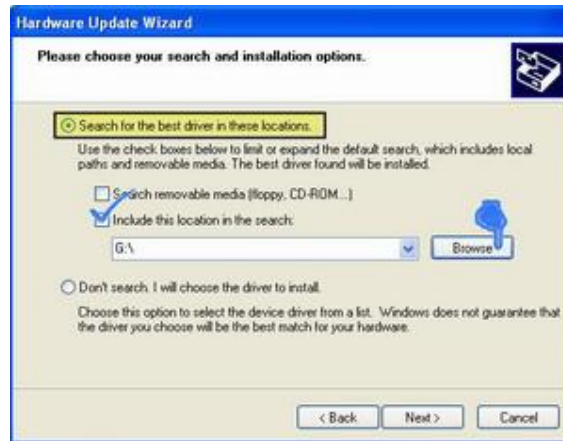 Hardware Update Wizard
Please choose your search and installation options.
Search for the best driver in these locations.
Use the check boxes below to limit or expand the default search, which includes local
paths and removable media. The best driver found will be installed.
Search removable media (floppy, CD-ROM...)
Include this location in the search:
G:\
Browse
Don't search. I will choose the driver to install.
Choose this option to select the device driver from a list. Windows does not guarantee that
the driver you choose will be the best match for your hardware.
< Back
Next >
Cancel